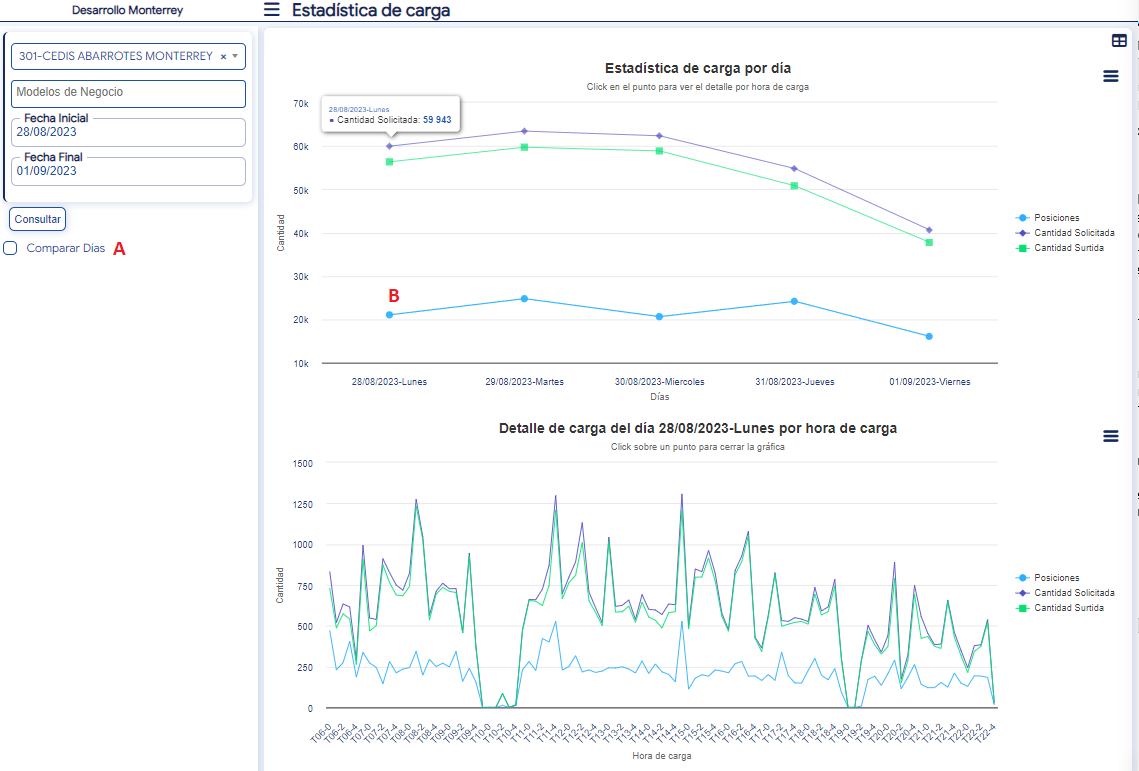 Desarrollo Monterrey
Estadística de carga
301-CEDIS ABARROTES MONTERREY × ▾
Modelos de Negocio
Fecha Inicial
28/08/2023
Fecha Final
01/09/2023
Consultar
Comparar Días A
Estadística de carga por día
Click en el punto para ver el detalle por hora de carga
28/08/2023-Lunes
Cantidad Solicitada: 59 943
70k
60k
50k
40k
30k
20k
10k
Cantidad
B
28/08/2023-Lunes 29/08/2023-Martes 30/08/2023-Miercoles 31/08/2023-Jueves 01/09/2023-Viernes
Días
Posiciones
Cantidad Solicitada
Cantidad Surtida
Detalle de carga del día 28/08/2023-Lunes por hora de carga
Click sobre un punto para cerrar la gráfica
1500
1250
1000
750
500
250
0
Cantidad
T06-0 T06-2 T06-4 T07-0 T07-2 T07-4 T08-0 T08-2 T09-0 T09-2 T09-4 T10-0 T10-2 T10-4 T11-0 T11-2 T11-4 T12-0 T12-2 T12-4 T13-0 T13-2 T13-4 T14-0 T14-2 T14-4 T15-0 T15-2 T15-4 T16-0 T16-2 T16-4 T17-0 T17-2 T17-4 T18-0 T18-2 T18-4 T19-0 T19-2 T19-4 T20-0 T20-2 T20-4 T21-0 T21-2 T21-4 T22-0 T22-2 T22-4
Hora de carga
Posiciones
Cantidad Solicitada
Cantidad Surtida